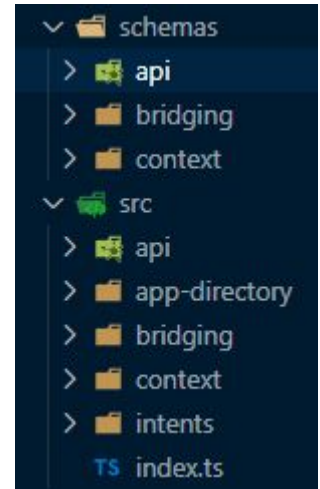 schemas
api
bridging
context
src
api
app-directory
bridging
context
intents
TS index.ts